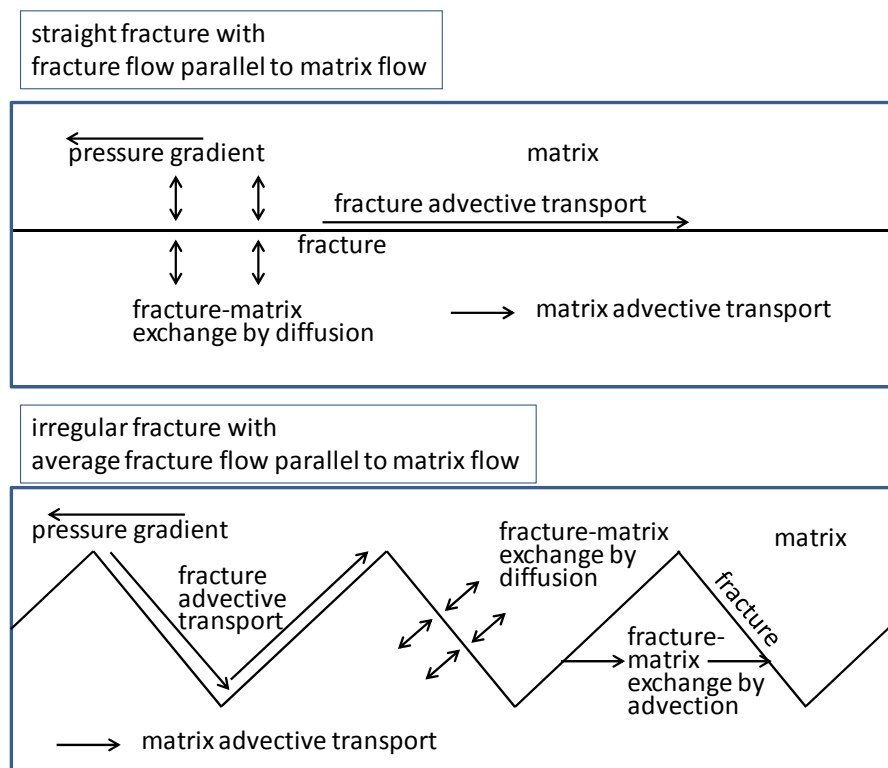 straight fracture with
fracture flow parallel to matrix flow
pressure gradient
matrix
fracture advective transport
fracture
fracture-matrix
exchange by diffusion
matrix advective transport
irregular fracture with
average fracture flow parallel to matrix flow
pressure gradient
fracture
advective
transport
fracture-matrix
exchange by
diffusion
matrix
fracture
fracture-
matrix
exchange by
advection
matrix advective transport